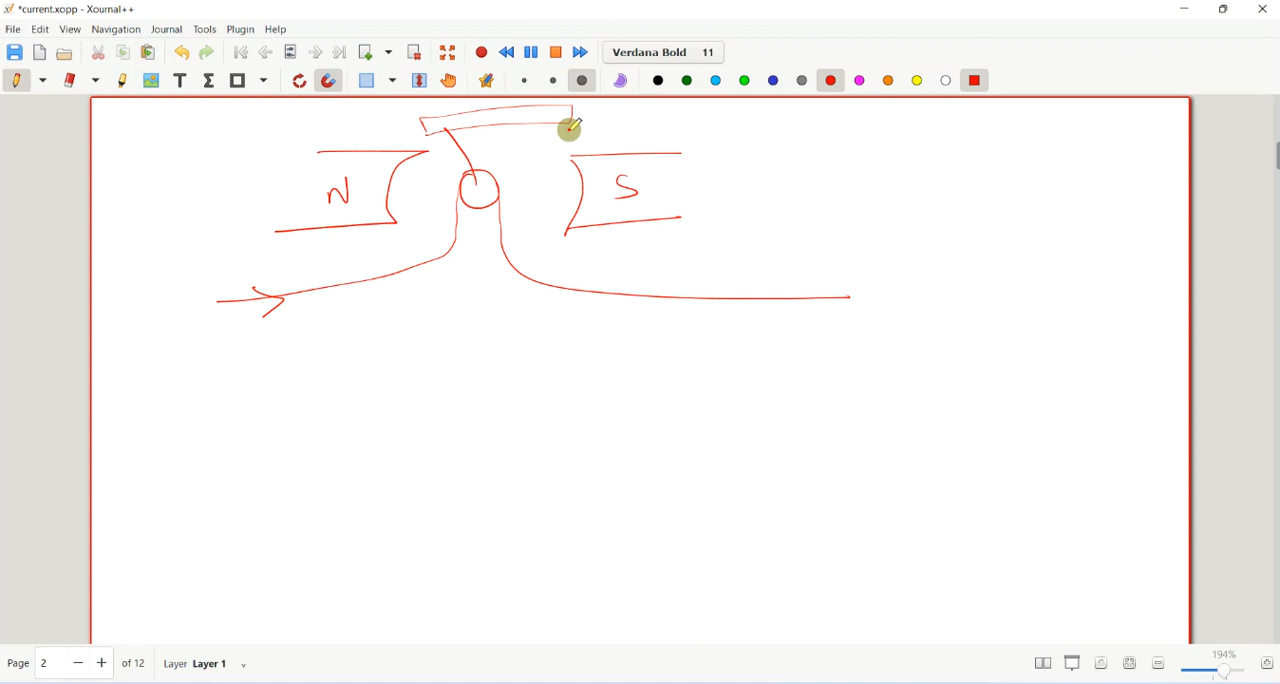 *current.xopp - Xournal++
File Edit View Navigation Journal Tools Plugin Help
Verdana Bold 11
N S
Page 2 of 12 Layer Layer 1 194%